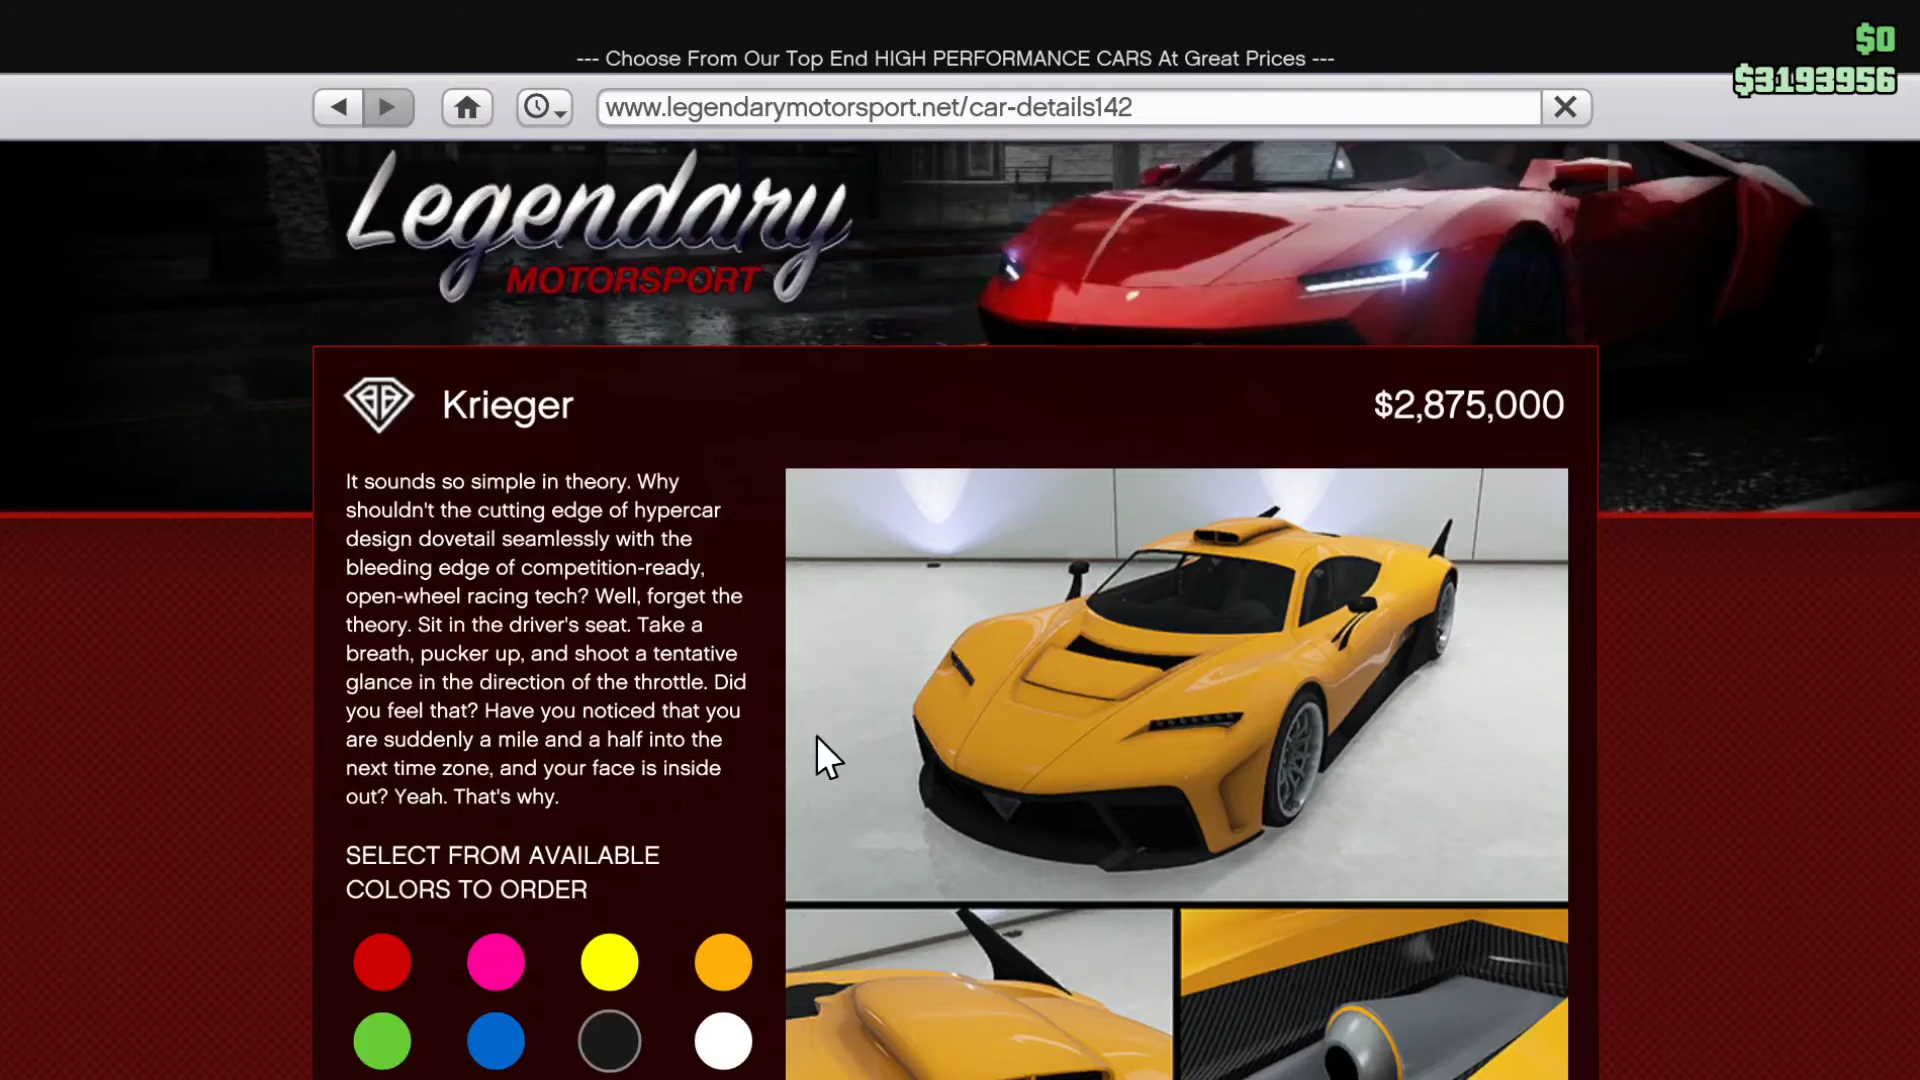 $0
--- Choose From Our Top End HIGH PERFORMANCE CARS At Great Prices ---
$3193956
www.legendarymotorsport.net/car-details142
Legendary
MOTORSPORT
Krieger
$2,875,000
It sounds so simple in theory. Why
shouldn't the cutting edge of hypercar
design dovetail seamlessly with the
bleeding edge of competition-ready,
open-wheel racing tech? Well, forget the
theory. Sit in the driver's seat. Take a
breath, pucker up, and shoot a tentative
glance in the direction of the throttle. Did
you feel that? Have you noticed that you
are suddenly a mile and a half into the
next time zone, and your face is inside
out? Yeah. That's why.
SELECT FROM AVAILABLE
COLORS TO ORDER